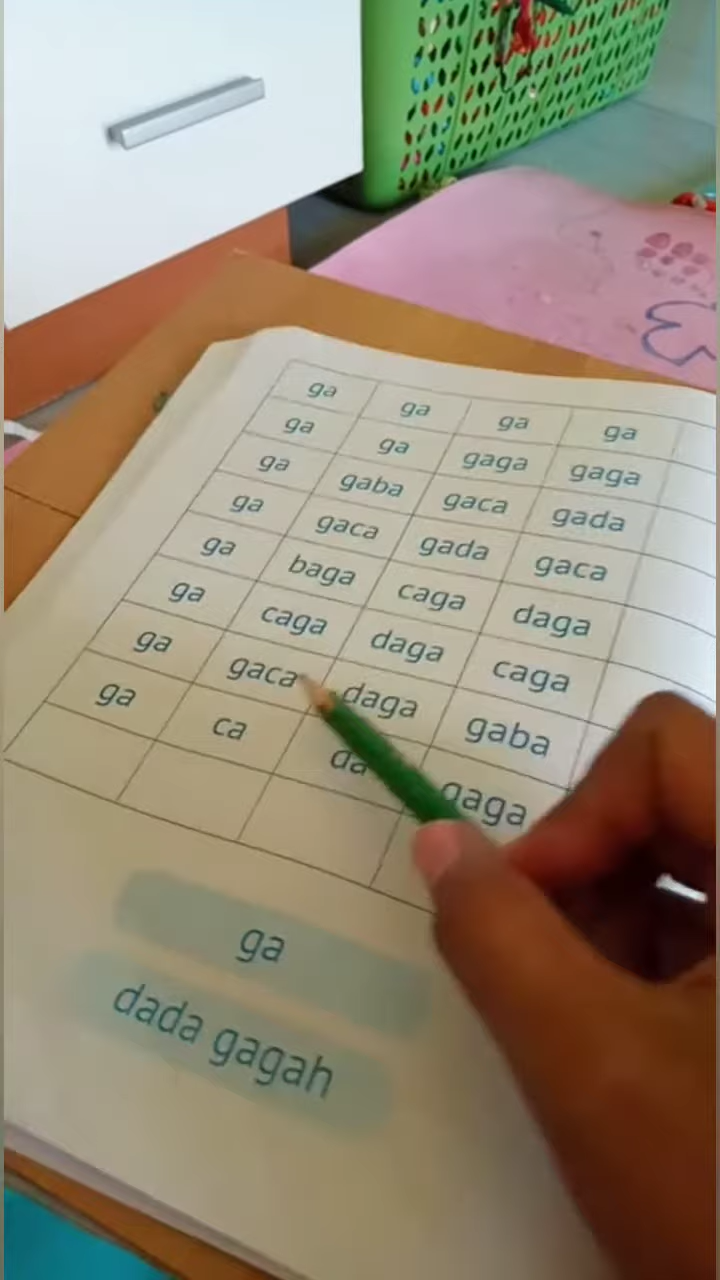 ga ga ga ga
ga ga gaga gaga
ga gaba gaca gada
ga gaca gada gaca
ga baga caga daga
ga caga daga caga
ga gaca daga gaba
ga ca da gaga
ga
dada gagah